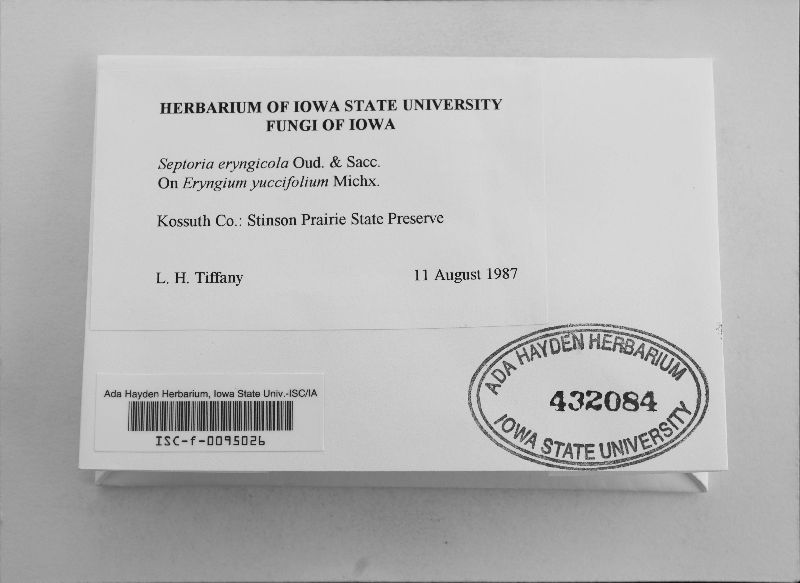 HERBARIUM OF IOWA STATE UNIVERSITY
FUNGI OF IOWA
Septoria eryngicola Oud. & Sacc.
On Eryngium yuccifolium Michx.
Kossuth Co.: Stinson Prairie State Preserve
L. H. Tiffany 11 August 1987
Ada Hayden Herbarium, Iowa State Univ.-ISC/IA
ISC-f-0095026
ADA HAYDEN HERBARIUM
432084
IOWA STATE UNIVERSITY